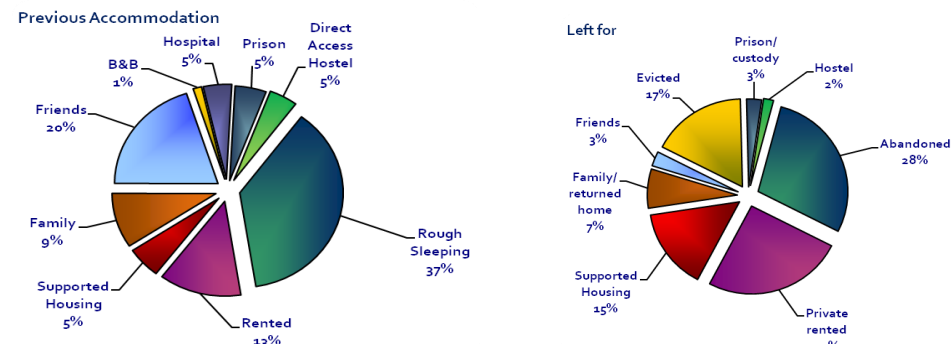 Previous Accommodation
Hospital
5%
Prison
5%
Direct
Access
Hostel
5%
B&B
1%
Friends
20%
Family
9%
Supported
Housing
5%
Rented
13%
Rough
Sleeping
37%
Left for
Prison/
custody
3%
Hostel
2%
Evicted
17%
Friends
3%
Family/
returned
home
7%
Supported
Housing
15%
Abandoned
28%
Private
rented